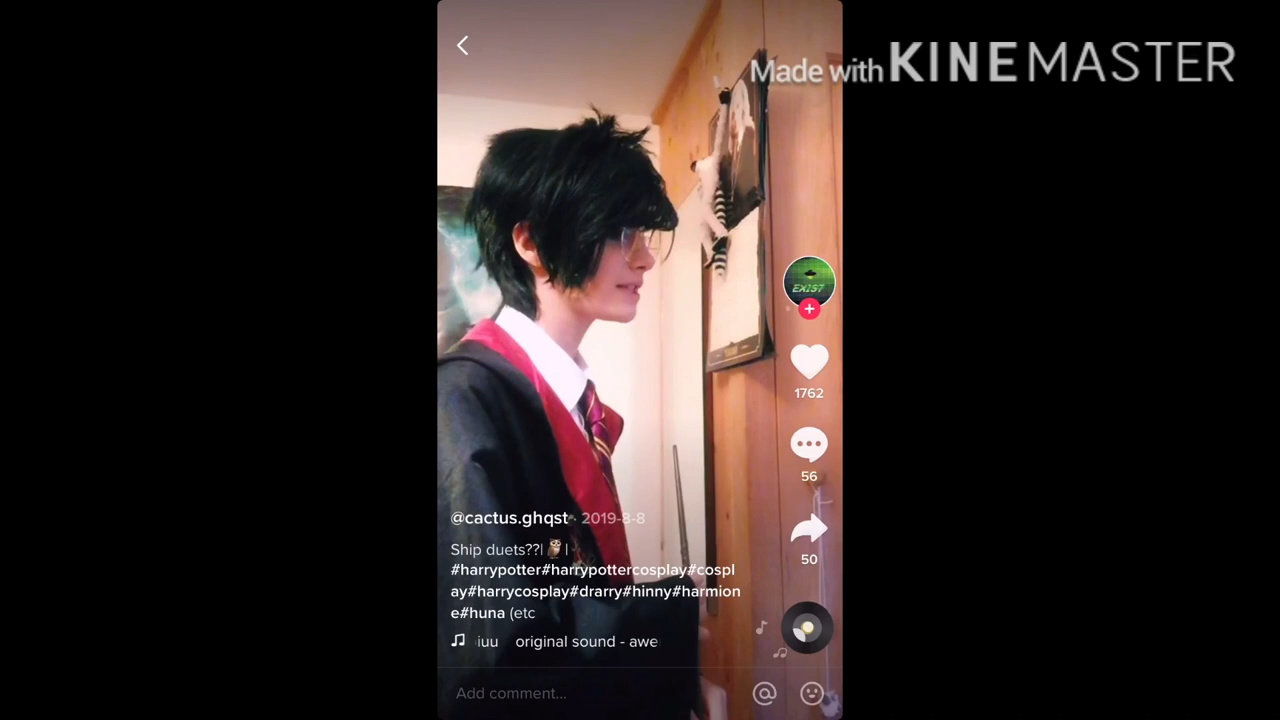 Made with KINEMASTER
EXIST
1762
56
50
@cactus.ghqst · 2019-8-8
Ship duets??|🦉|
#harrypotter#harrypottercosplay#cospl
ay#harrycosplay#drarry#hinny#harmion
e#huna (etc
iuu original sound - awe
Add comment...